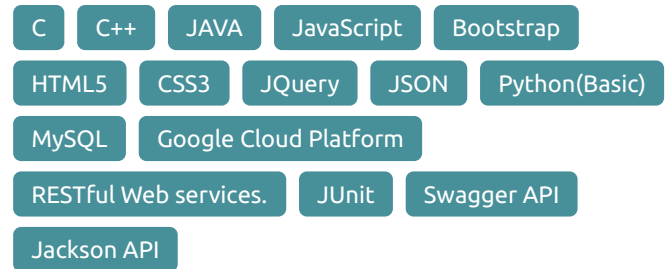 C C++ JAVA JavaScript Bootstrap
HTML5 CSS3 JQuery JSON Python(Basic)
MySQL Google Cloud Platform
RESTful Web services. JUnit Swagger API
Jackson API